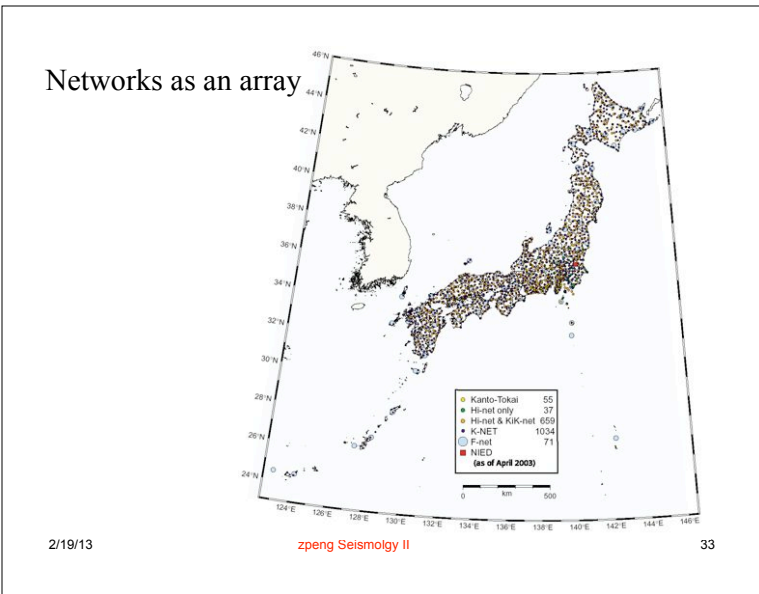 Networks as an array
46°N
44°N
42°N
40°N
38°N
36°N
34°N
32°N
30°N
28°N
26°N
24°N
124°E 126°E 128°E 130°E 132°E 134°E 136°E 138°E 140°E 142°E 144°E 146°E
Kanto-Tokai 55
Hi-net only 37
Hi-net & KiK-net 659
K-NET 1034
F-net 71
NIED
(as of April 2003)
0 km 500
2/19/13 zpeng Seismolgy II 33